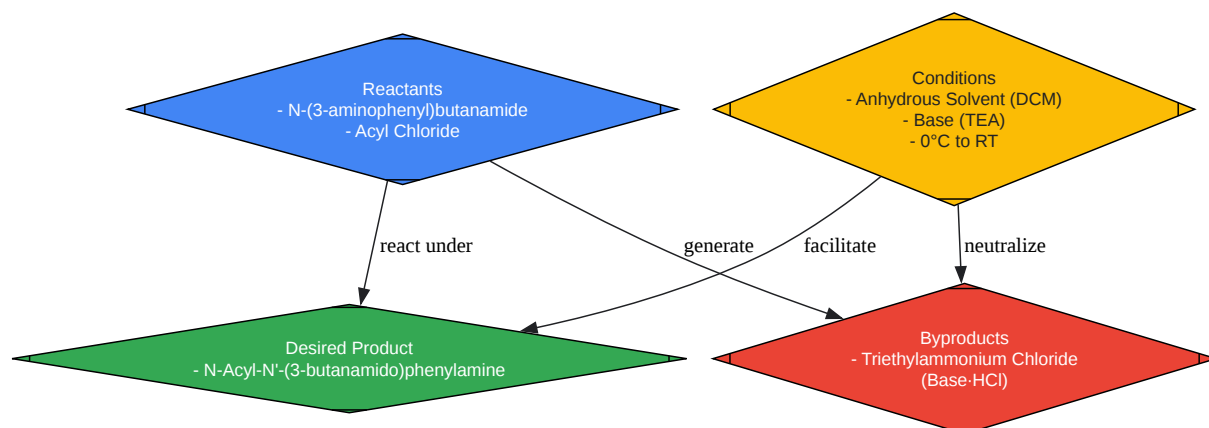 Reactants
- N-(3-aminophenyl)butanamide
- Acyl Chloride
Conditions
- Anhydrous Solvent (DCM)
- Base (TEA)
- 0°C to RT
react under
generate
facilitate
neutralize
Desired Product
- N-Acyl-N'-(3-butanamido)phenylamine
Byproducts
- Triethylammonium Chloride
(Base·HCl)